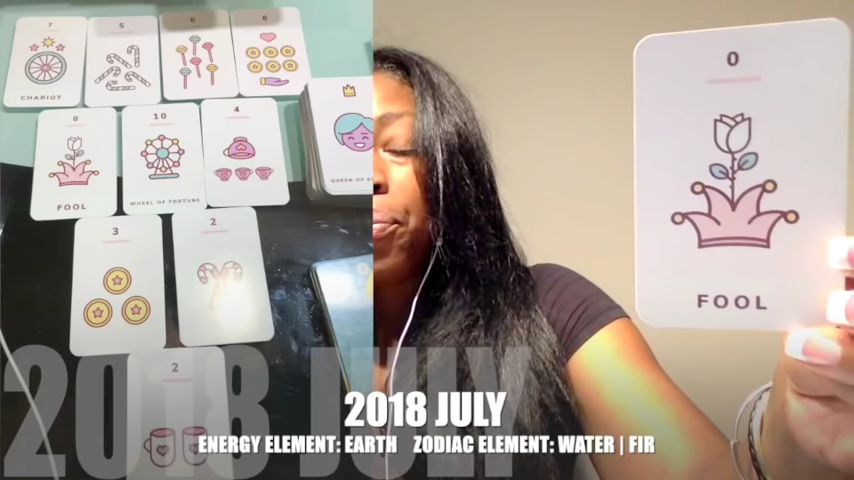 7
CHARIOT
5
6
6
0
FOOL
10
WHEEL OF FORTUNE
4
QUEEN OF
3
2
2
0
FOOL
2018 JULY
2018 JULY
ENERGY ELEMENT: EARTH ZODIAC ELEMENT: WATER | FIR